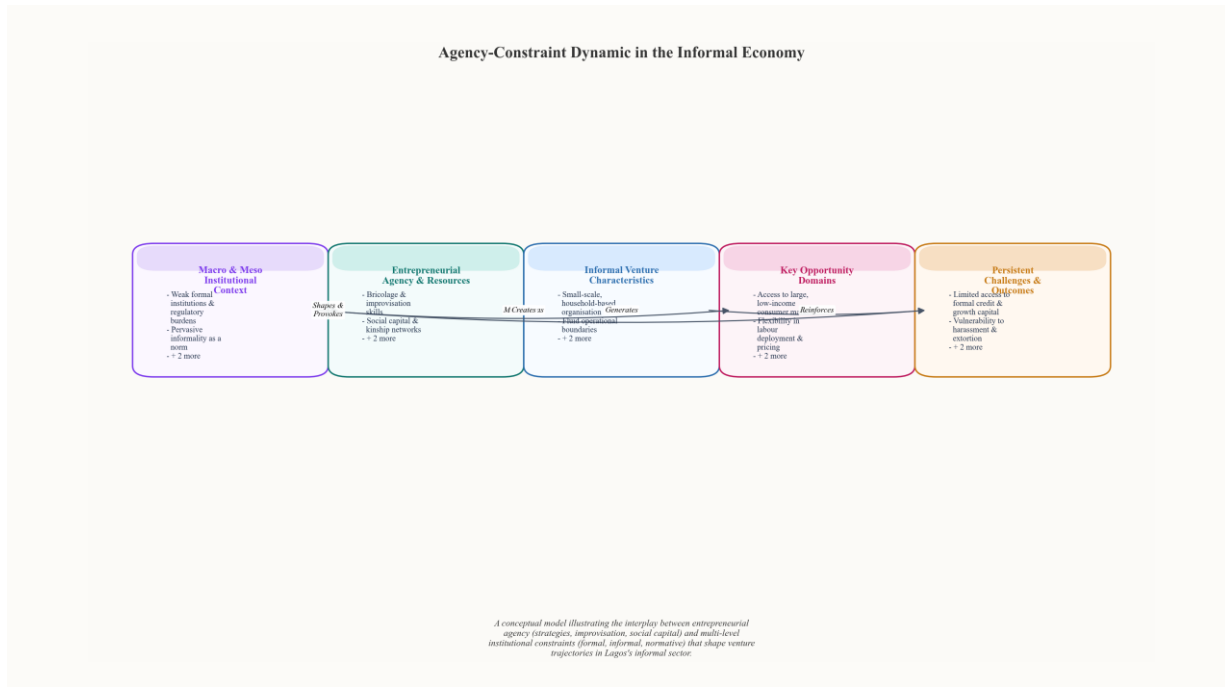 Agency-Constraint Dynamic in the Informal Economy
Macro & Meso
Institutional
Context
- Weak formal
institutions &
regulatory
burdens
- Pervasive
informality as a
norm
- + 2 more
Shapes &
Provokes
Entrepreneurial
Agency & Resources
- Bricolage &
improvisation
skills
- Social capital &
kinship networks
- + 2 more
Creates
Informal Venture
Characteristics
- Small-scale,
household-based
organisation
- Fluid operational
boundaries
- + 2 more
Generates
Key Opportunity
Domains
- Access to large,
low-income
consumer
- Flexibility in
labour
deployment &
pricing
- + 2 more
Reinforces
Persistent
Challenges &
Outcomes
- Limited access to
formal credit &
growth capital
- Vulnerability to
harassment &
extortion
- + 2 more
A conceptual model illustrating the interplay between entrepreneurial
agency (strategies, improvisation, social capital) and multi-level
institutional constraints (formal, informal, normative) that shape venture
trajectories in Lagos's informal sector.